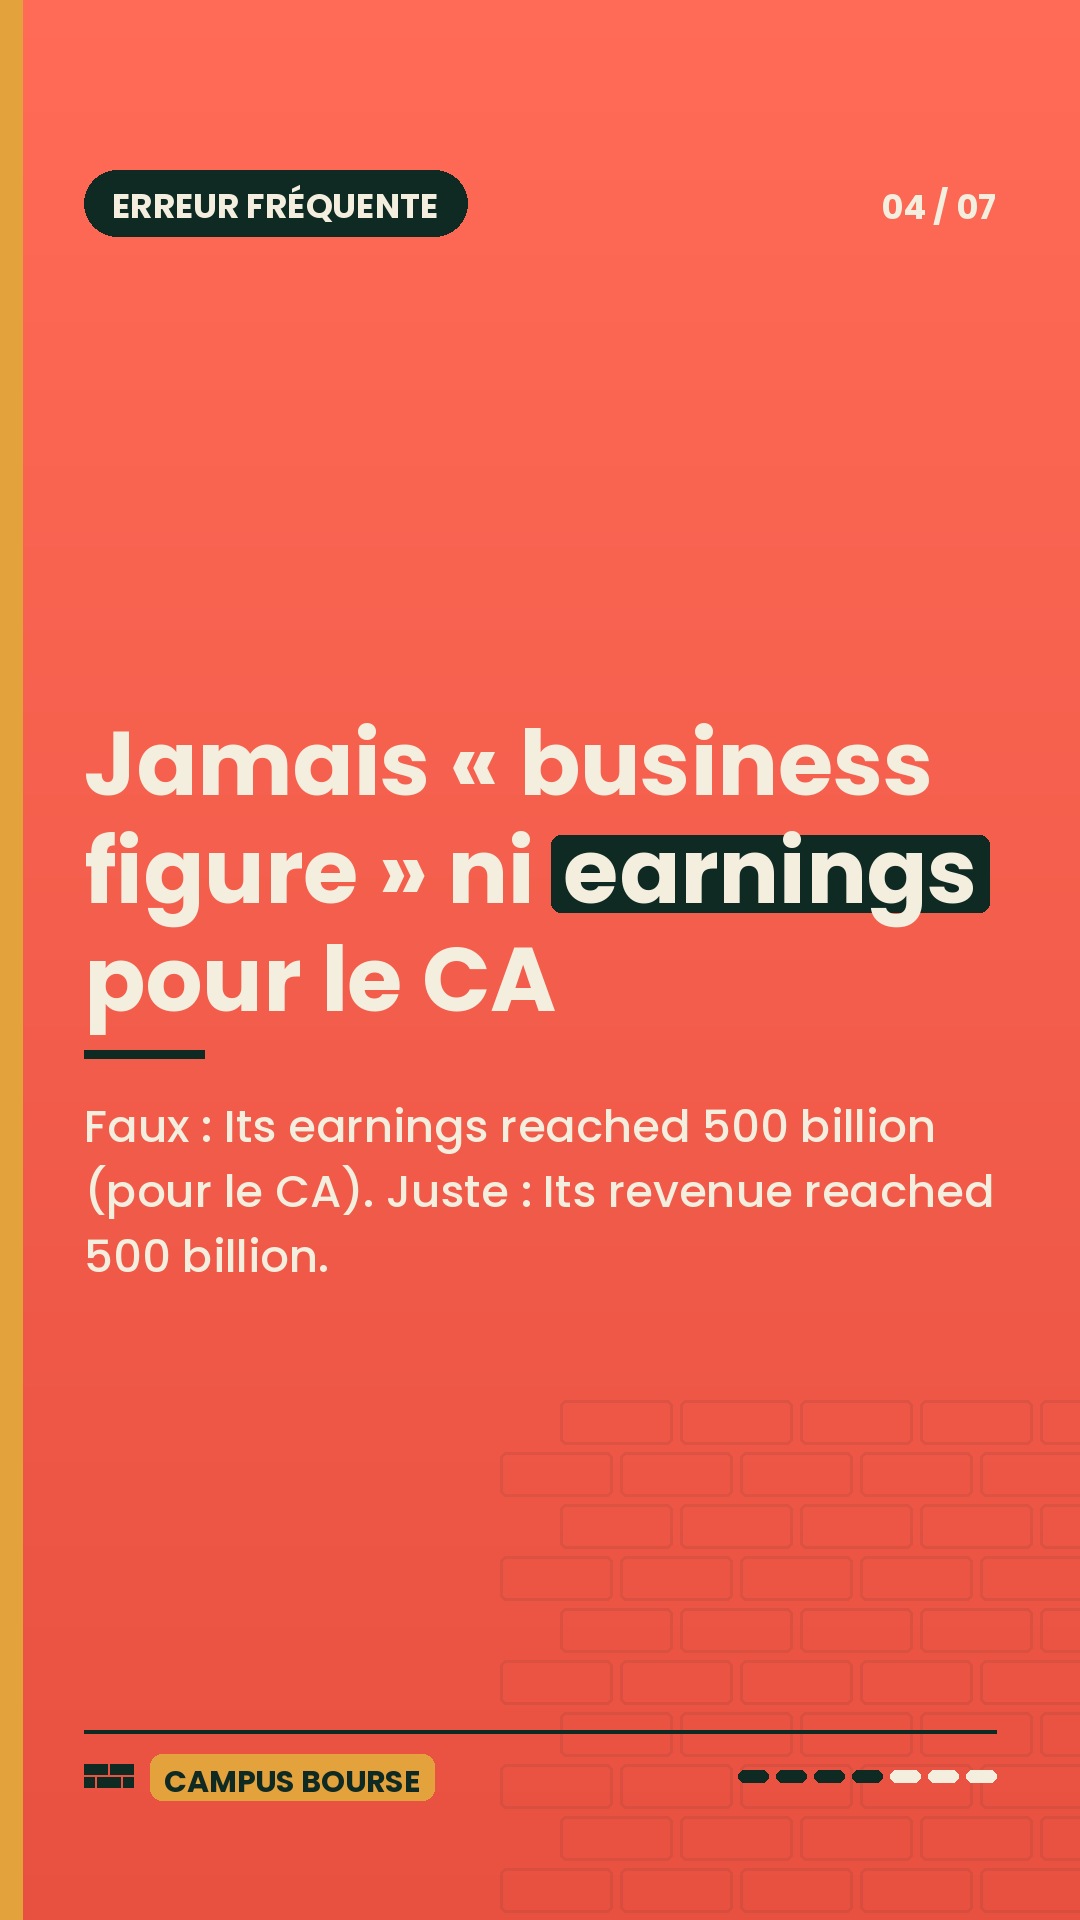 ERREUR FRÉQUENTE
04 / 07
Jamais « business
figure » ni earnings
pour le CA
Faux : Its earnings reached 500 billion
(pour le CA). Juste : Its revenue reached
500 billion.
CAMPUS BOURSE